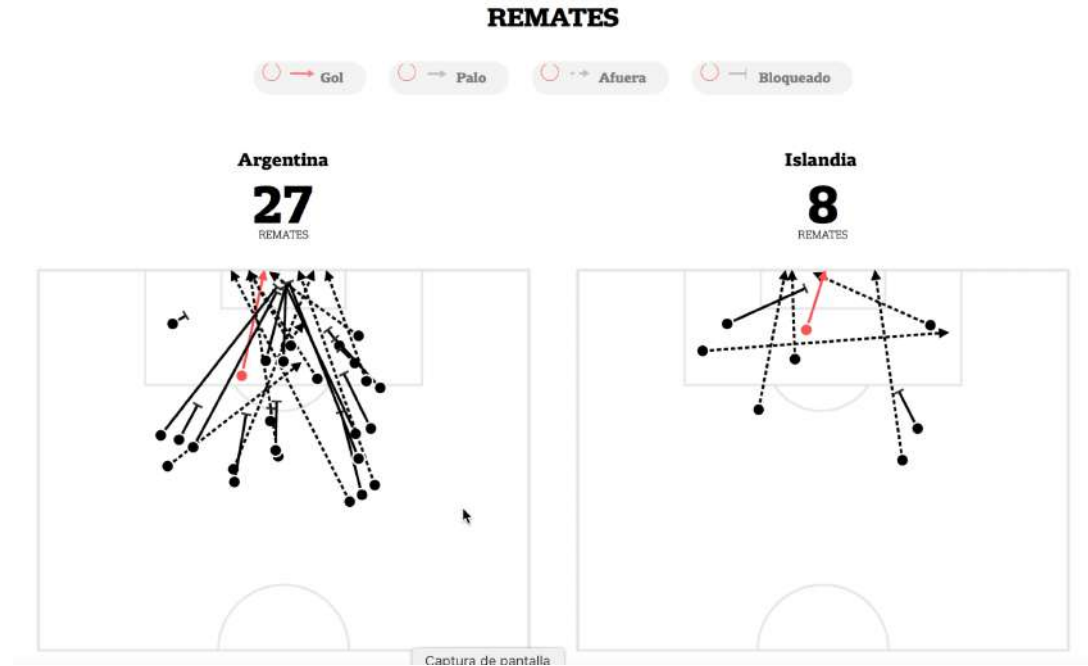 REMATES
Gol
Palo
Afuera
Bloqueado
Argentina
27
REMATES
Islandia
8
REMATES
Captura de pantalla